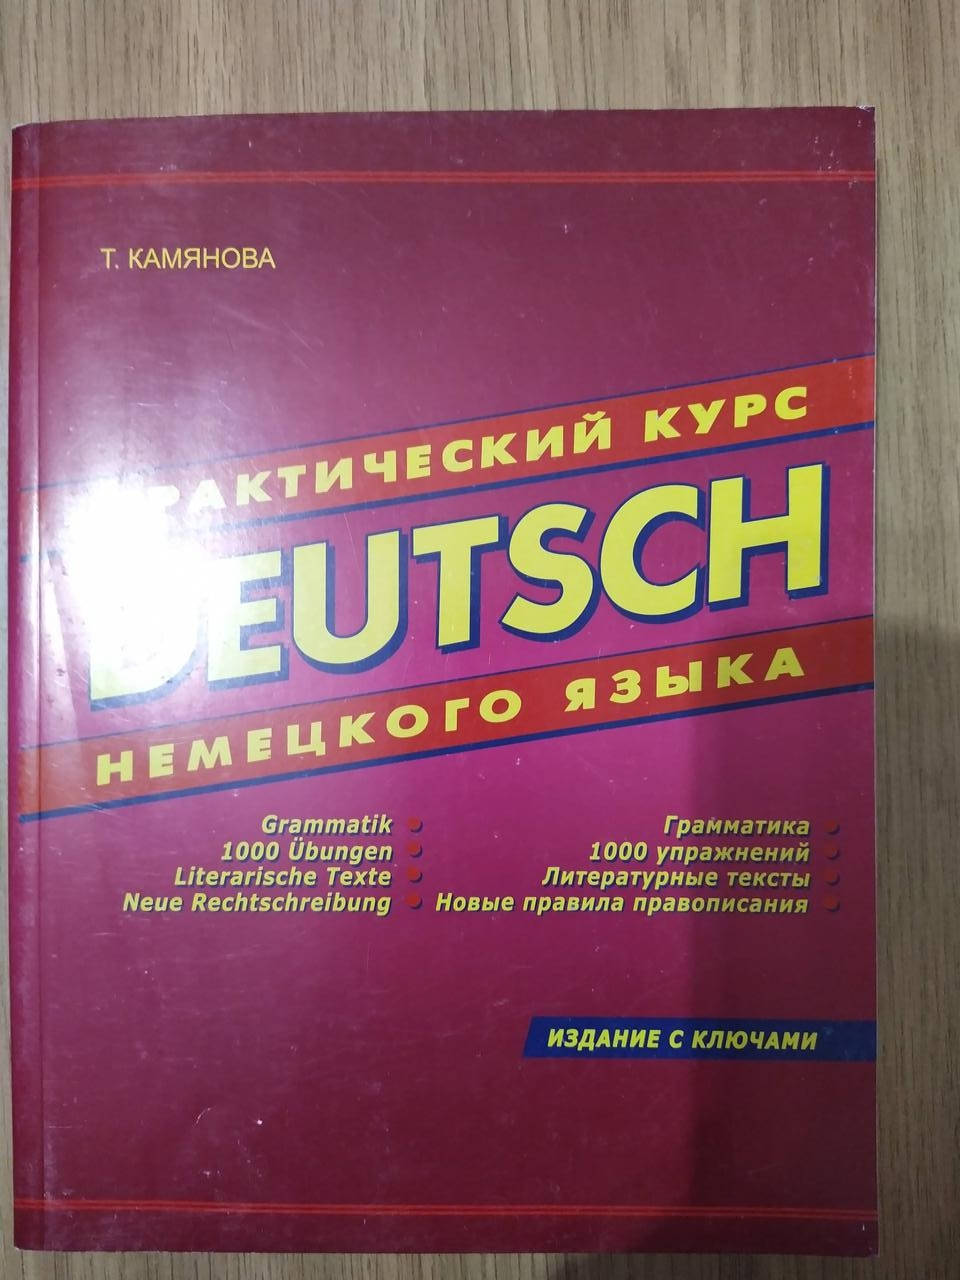 Т. КАМЯНОВА
ПРАКТИЧЕСКИЙ КУРС
DEUTSCH
НЕМЕЦКОГО ЯЗЫКА
Grammatik
1000 Übungen
Literarische Texte
Neue Rechtschreibung
Грамматика
1000 упражнений
Литературные тексты
Новые правила правописания
ИЗДАНИЕ С КЛЮЧАМИ